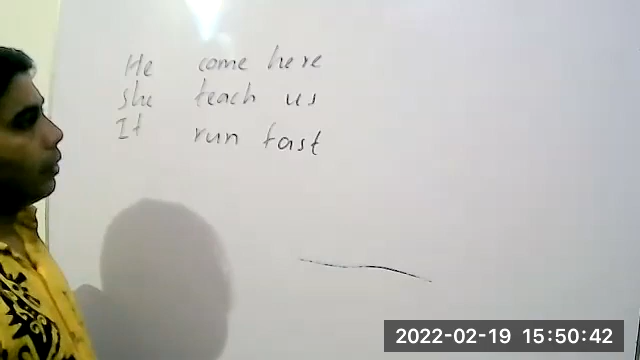 He come here
She teach us
It run fast
2022-02-19 15:50:42